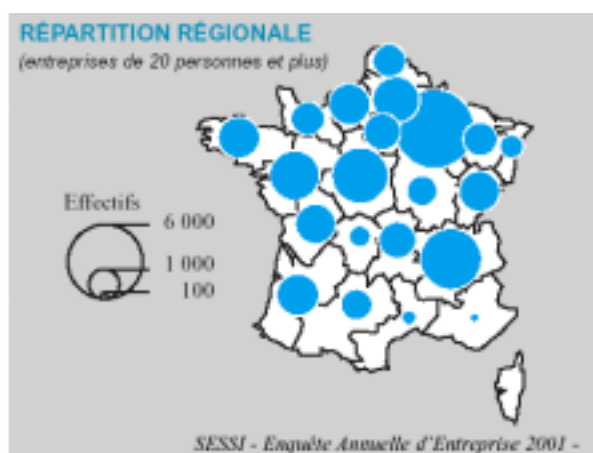 RÉPARTITION RÉGIONALE
(entreprises de 20 personnes et plus)
Effectifs
6 000
1 000
100
SESSI - Enquête Annuelle d'Entreprise 2001 -